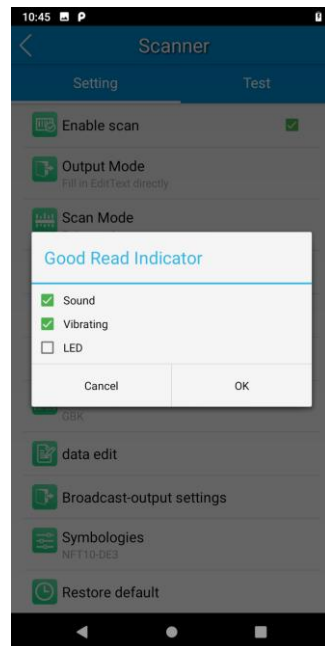 10:45
Scanner
Setting
Test
Enable scan
Output Mode
Fill in EditText directly
Scan Mode
Good Read Indicator
Sound
Vibrating
LED
Cancel
OK
GBK
data edit
Broadcast-output settings
Symbologies
NFT10-DE3
Restore default